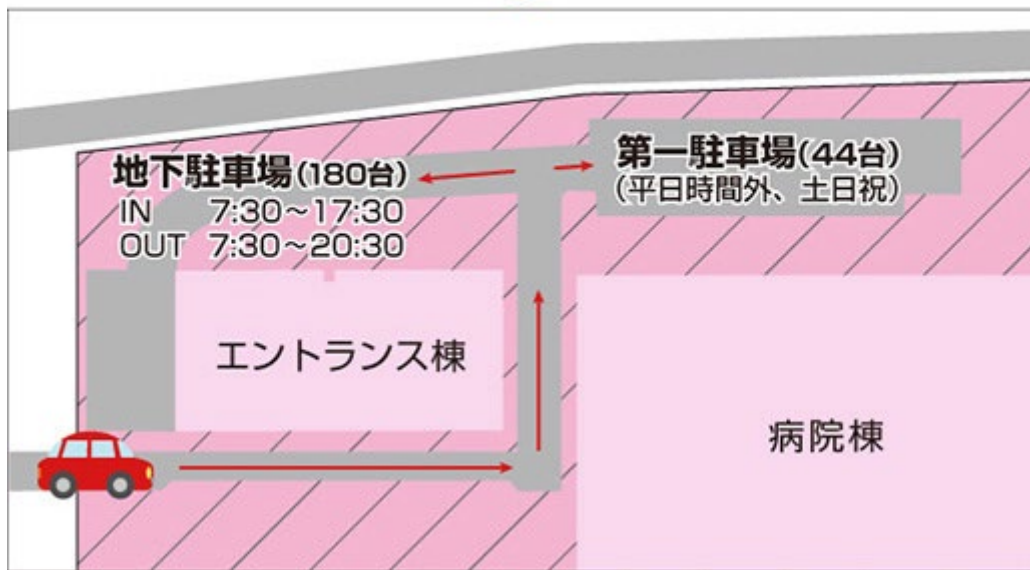 地下駐車場(180台)
IN 7:30～17:30
OUT 7:30～20:30
第一駐車場(44台)
(平日時間外、土日祝)
エントランス棟
病院棟